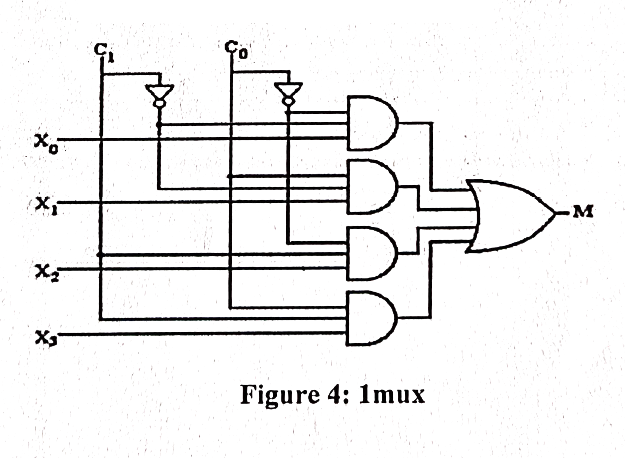 C₁ C₀
X₀
X₁
M
X₂
X₃
Figure 4: 1mux